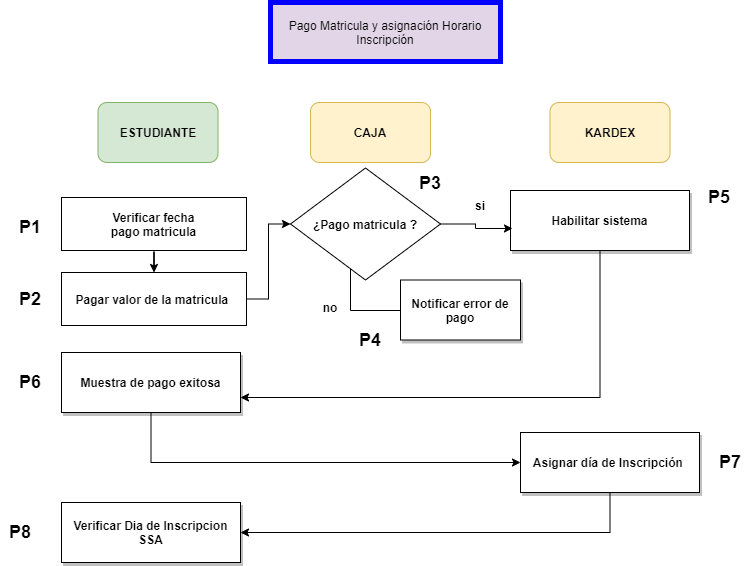 Pago Matricula y asignación Horario
Inscripción
ESTUDIANTE
CAJA
KARDEX
P1
Verificar fecha
pago matricula
P2
Pagar valor de la matricula
P3
¿Pago matricula ?
si
no
P4
Notificar error de
pago
P5
Habilitar sistema
P6
Muestra de pago exitosa
P7
Asignar día de Inscripción
P8
Verificar Dia de Inscripcion
SSA